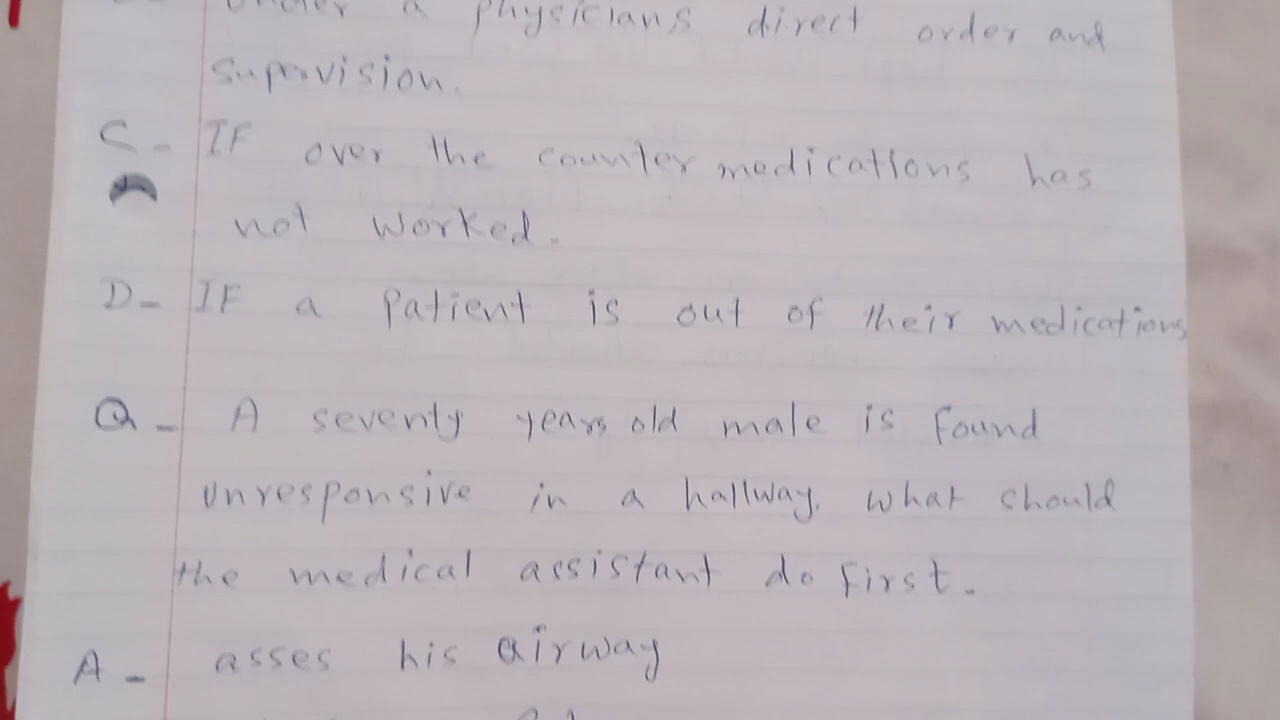 under a physicians direct order and
supervision.
C - IF over the counter medications has
not worked.
D- IF a patient is out of their medications
Q - A seventy years old male is found
unresponsive in a hallway. what should
the medical assistant do first.
A - asses his airway